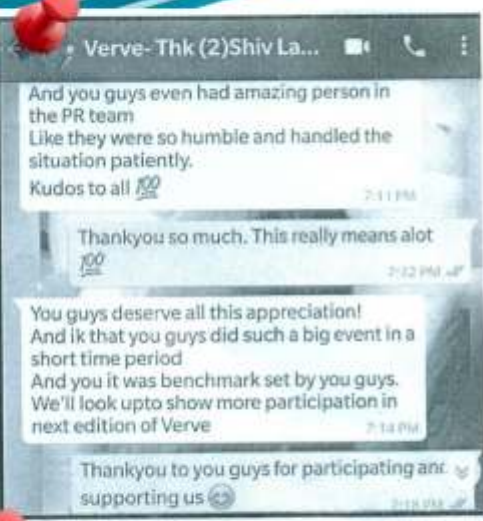 Verve- Thk (2)Shiv La...
And you guys even had amazing person in
the PR team
Like they were so humble and handled the
situation patiently.
Kudos to all 💯
7:11 PM
Thankyou so much. This really means alot
💯
7:12 PM
You guys deserve all this appreciation!
And ik that you guys did such a big event in a
short time period
And you it was benchmark set by you guys.
We'll look upto show more participation in
next edition of Verve
7:14 PM
Thankyou to you guys for participating and
supporting us 😊